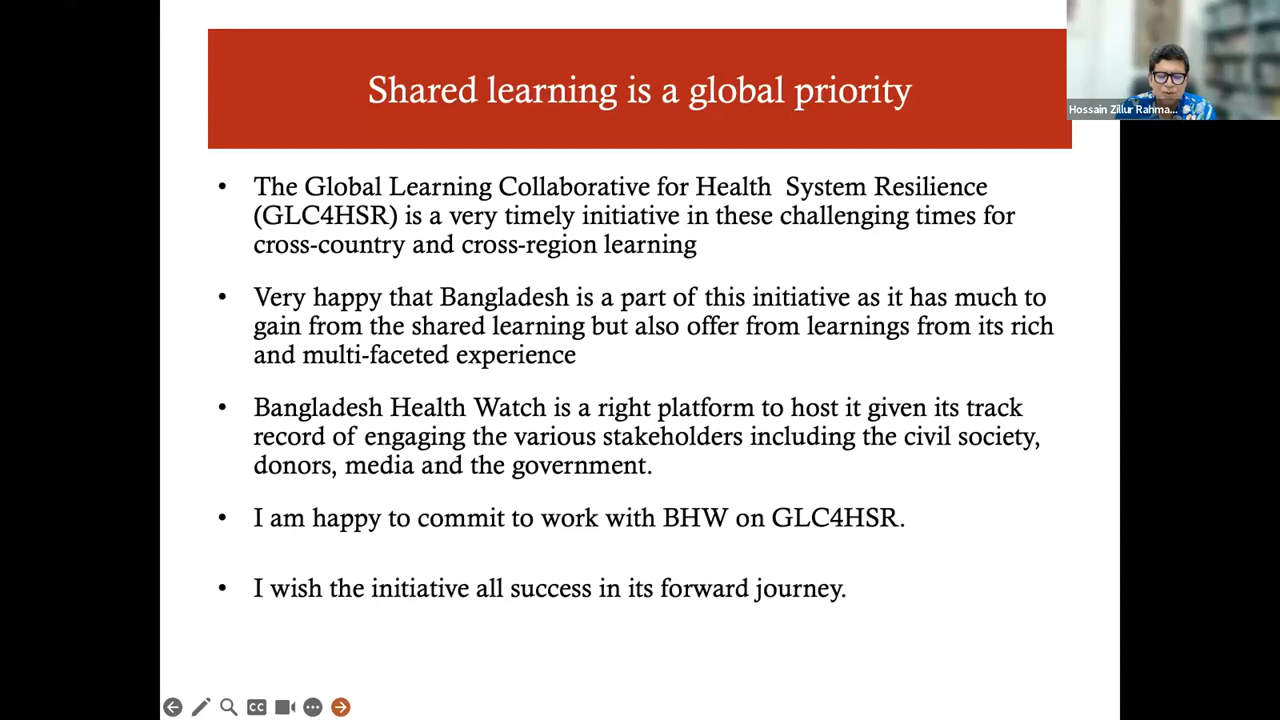 Shared learning is a global priority
Hossain Zillur Rahma...
• The Global Learning Collaborative for Health System Resilience
(GLC4HSR) is a very timely initiative in these challenging times for
cross-country and cross-region learning
• Very happy that Bangladesh is a part of this initiative as it has much to
gain from the shared learning but also offer from learnings from its rich
and multi-faceted experience
• Bangladesh Health Watch is a right platform to host it given its track
record of engaging the various stakeholders including the civil society,
donors, media and the government.
• I am happy to commit to work with BHW on GLC4HSR.
• I wish the initiative all success in its forward journey.
CC